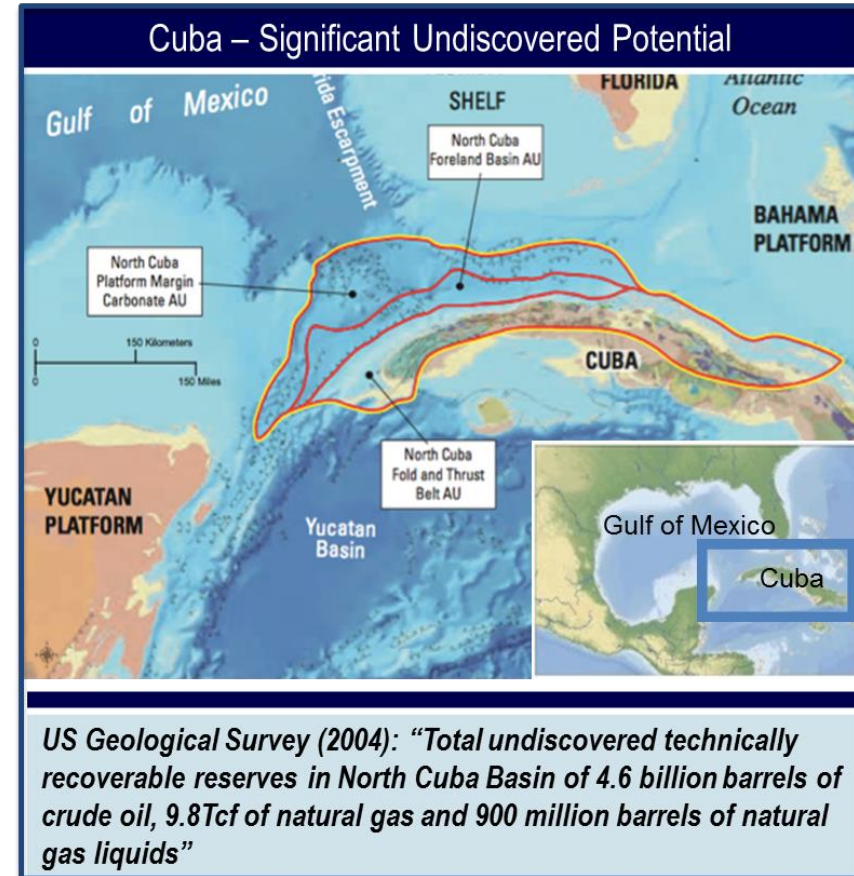 Cuba – Significant Undiscovered Potential
Gulf of Mexico
Escarpment
SHELF
FLORIDA
Atlantic
Ocean
North Cuba
Foreland Basin AU
BAHAMA
PLATFORM
North Cuba
Platform Margin
Carbonate AU
0 150 Kilometers
0 150 Miles
CUBA
North Cuba
Fold and Thrust
Belt AU
YUCATAN
PLATFORM
Yucatan
Basin
Gulf of Mexico
Cuba
US Geological Survey (2004): “Total undiscovered technically
recoverable reserves in North Cuba Basin of 4.6 billion barrels of
crude oil, 9.8Tcf of natural gas and 900 million barrels of natural
gas liquids”